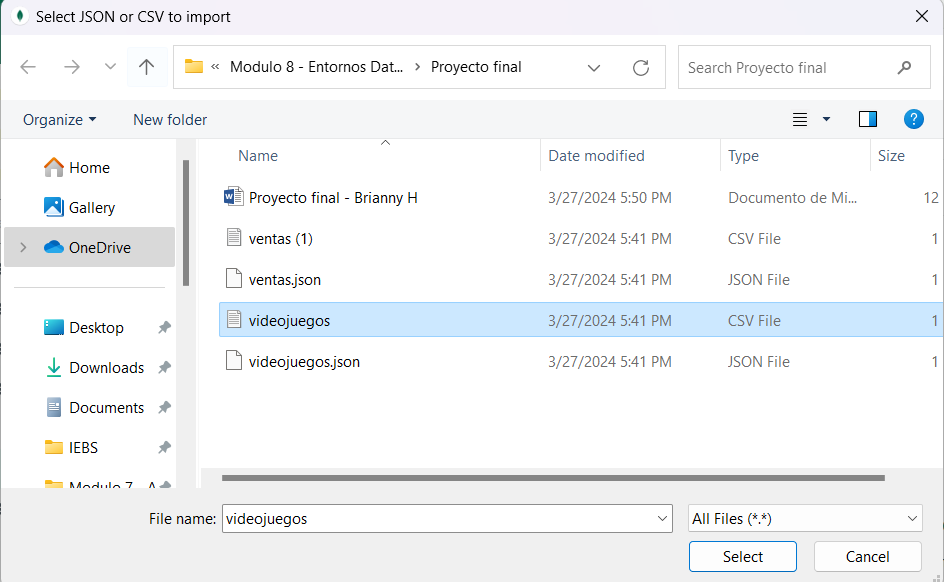 Select JSON or CSV to import
« Modulo 8 - Entornos Dat... > Proyecto final
Search Proyecto final
Organize
New folder
Home
Gallery
OneDrive
Desktop
Downloads
Documents
IEBS
Modulo 7 - A
Name Date modified Type Size
Proyecto final - Brianny H 3/27/2024 5:50 PM Documento de Mi... 12
ventas (1) 3/27/2024 5:41 PM CSV File 1
ventas.json 3/27/2024 5:41 PM JSON File 1
videojuegos 3/27/2024 5:41 PM CSV File 1
videojuegos.json 3/27/2024 5:41 PM JSON File 1
File name: videojuegos All Files (*.*)
Select Cancel